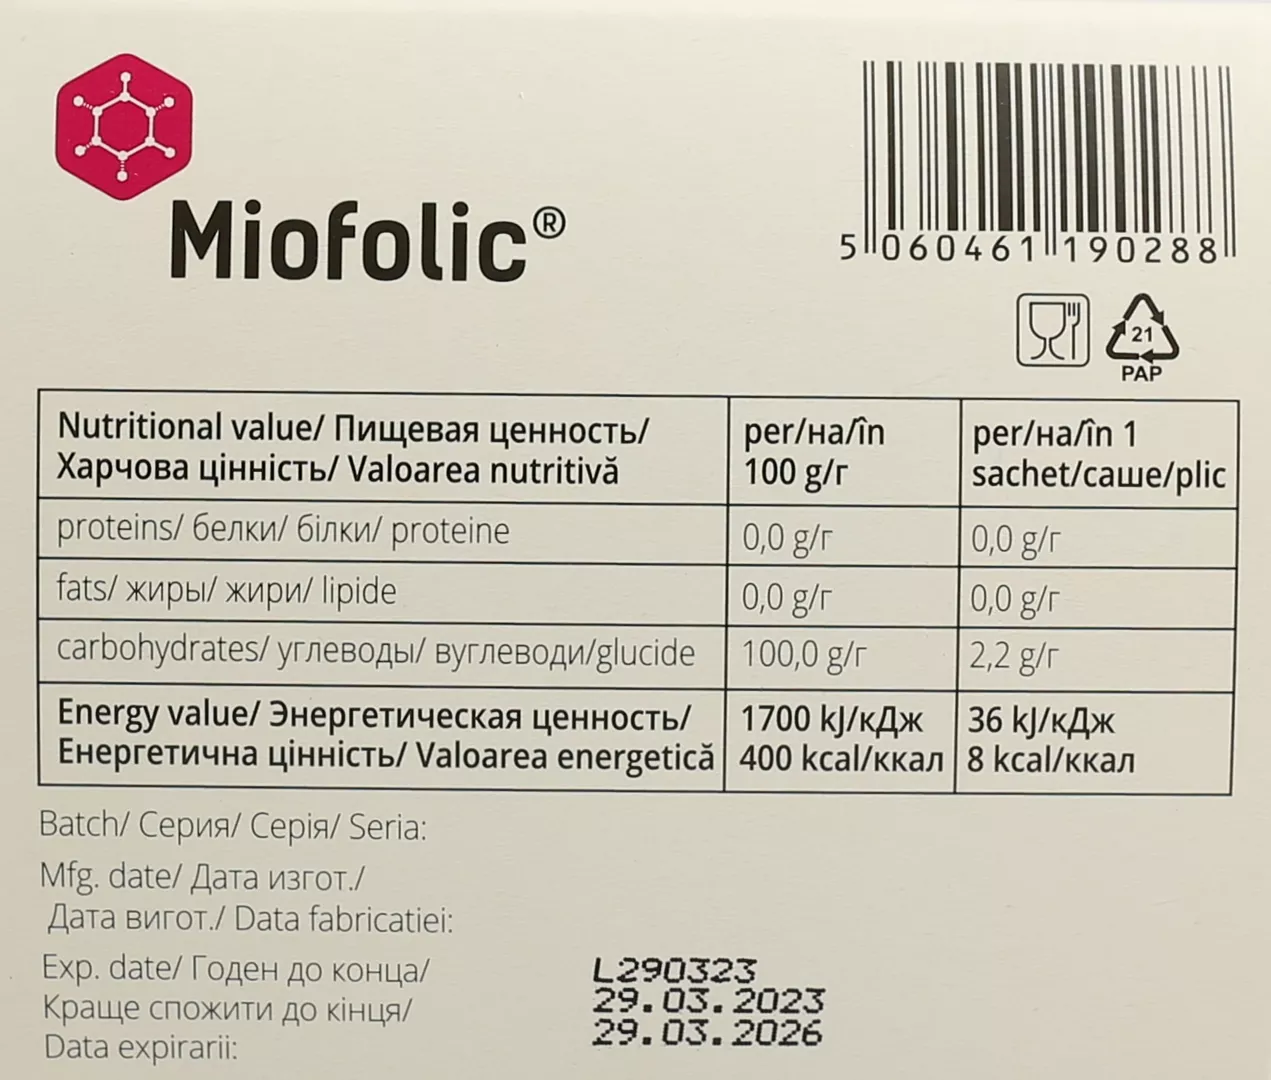 Miofolic®
5 060461 190288
21
PAP
Nutritional value/ Пищевая ценность/
Харчова цінність/ Valoarea nutritivă
per/на/în
100 g/г
per/на/în 1
sachet/саше/plic
proteins/ белки/ білки/ proteine
0,0 g/г
0,0 g/г
fats/ жиры/ жири/ lipide
0,0 g/г
0,0 g/г
carbohydrates/ углеводы/ вуглеводи/glucide
100,0 g/г
2,2 g/г
Energy value/ Энергетическая ценность/
Енергетична цінність/ Valoarea energetică
1700 kJ/кДж
400 kcal/ккал
36 kJ/кДж
8 kcal/ккал
Batch/ Серия/ Серія/ Seria:
Mfg. date/ Дата изгот./
Дата вигот./ Data fabricatiei:
Exp. date/ Годен до конца/
Краще спожити до кінця/
Data expirarii:
L290323
29.03.2023
29.03.2026